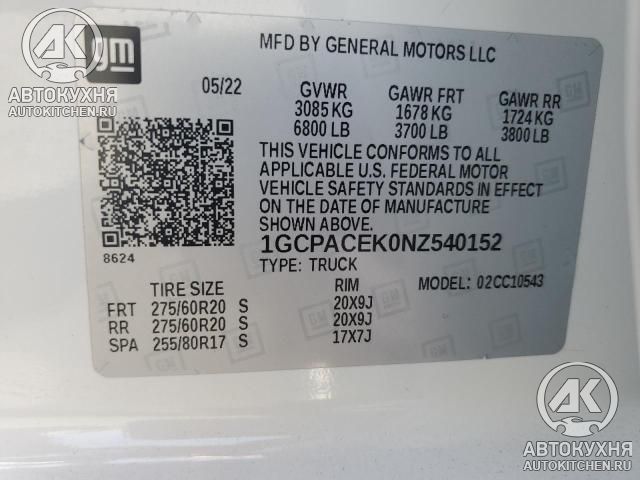 gm
MFD BY GENERAL MOTORS LLC
05/22 GVWR GAWR FRT GAWR RR
3085 KG 1678 KG 1724 KG
6800 LB 3700 LB 3800 LB
THIS VEHICLE CONFORMS TO ALL
APPLICABLE U.S. FEDERAL MOTOR
VEHICLE SAFETY STANDARDS IN EFFECT
ON THE DATE OF MANUFACTURE
SHOWN ABOVE.
8624
1GCPACEK0NZ540152
TYPE: TRUCK MODEL: 02CC10543
TIRE SIZE RIM
FRT 275/60R20 S 20X9J
RR 275/60R20 S 20X9J
SPA 255/80R17 S 17X7J
АК
АВТОКУХНЯ
AUTOKITCHEN.RU
АК
АВТОКУХНЯ
AUTOKITCHEN.RU